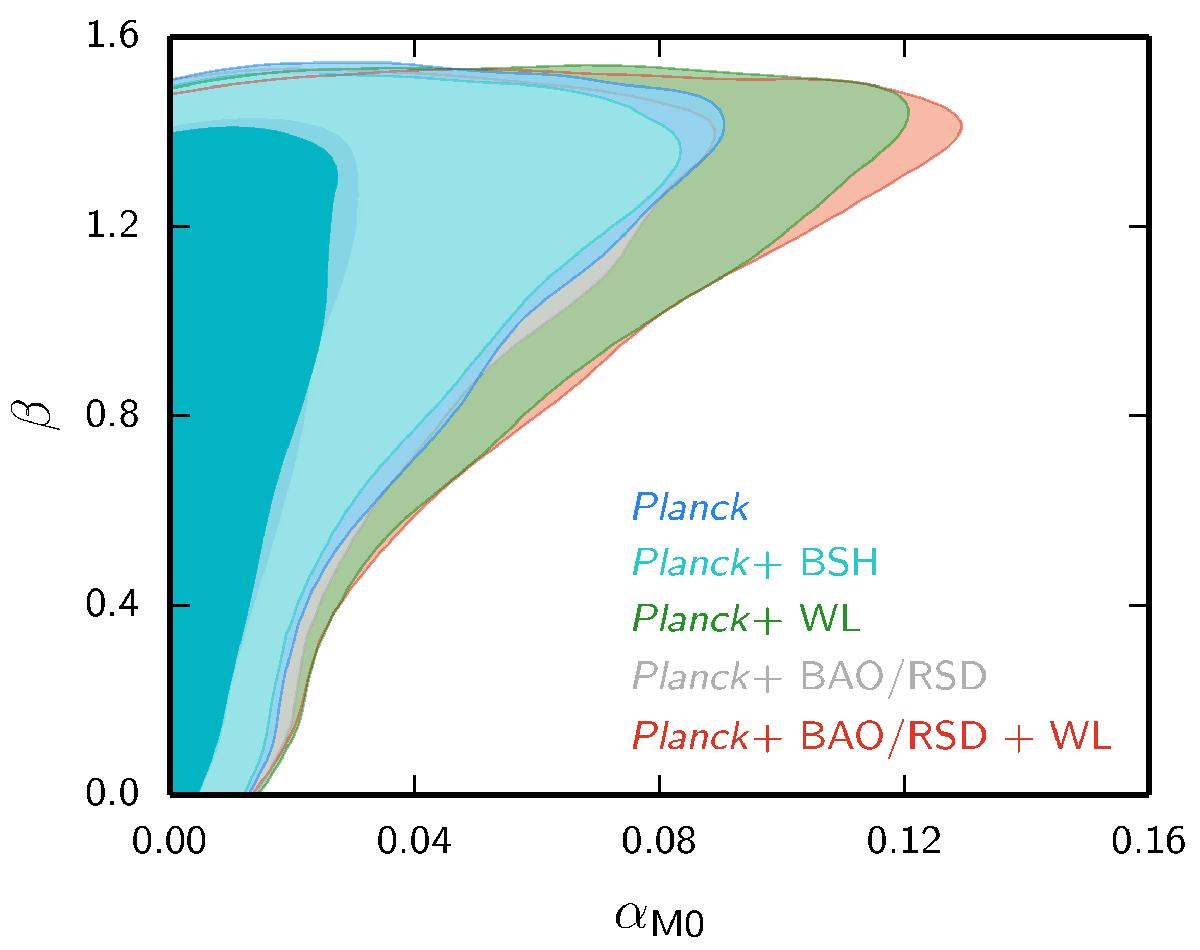 1.6
1.2
β
0.8
0.4
0.0
Planck
Planck+ BSH
Planck+ WL
Planck+ BAO/RSD
Planck+ BAO/RSD + WL
0.00 0.04 0.08 0.12 0.16
αM0